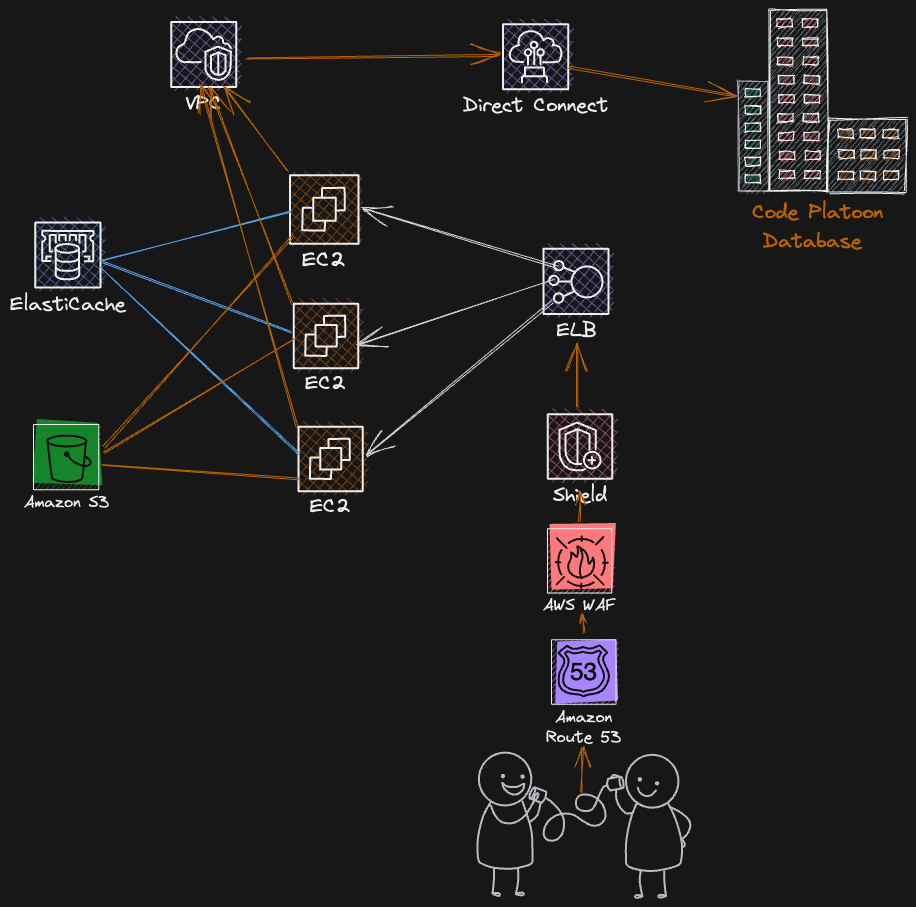 VPC
Direct Connect
Code Platoon
Database
EC2
ElastiCache
ELB
EC2
Amazon S3
EC2
Shield
AWS WAF
53
Amazon
Route 53